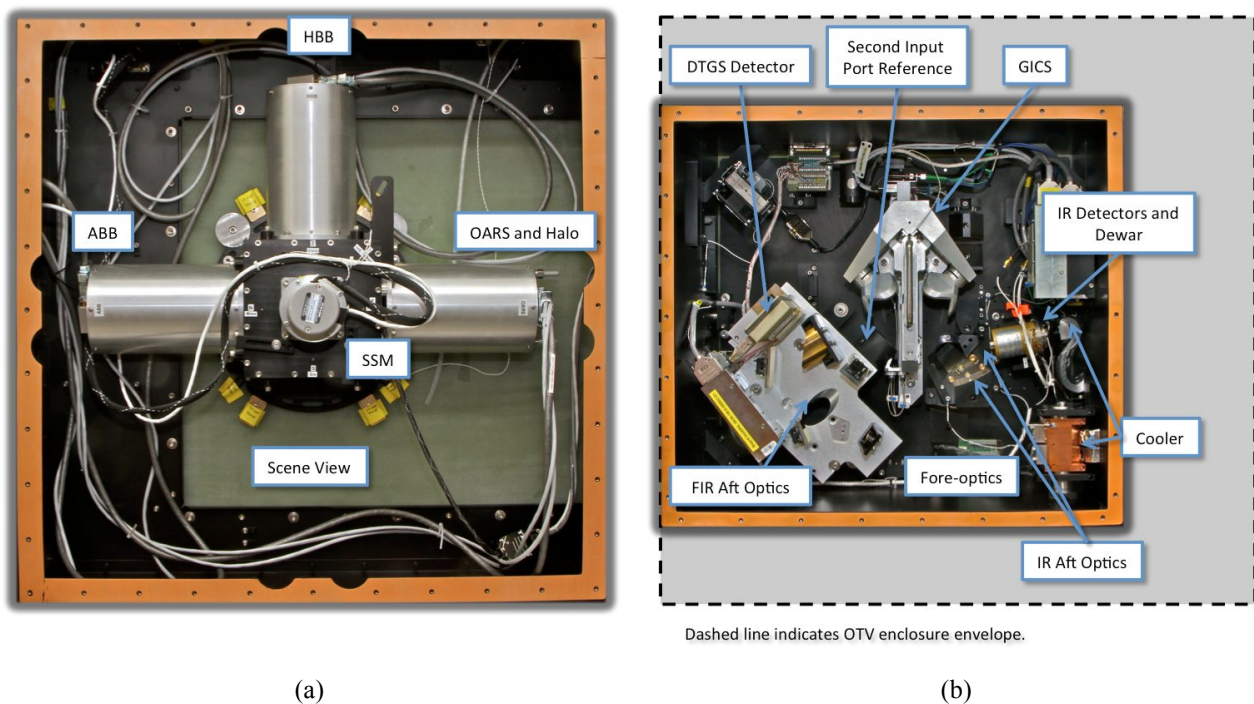 HBB
ABB
OARS and Halo
SSM
Scene View
(a)
DTGS Detector
Second Input
Port Reference
GICS
IR Detectors and
Dewar
Cooler
FIR Aft Optics
Fore-optics
IR Aft Optics
Dashed line indicates OTV enclosure envelope.
(b)